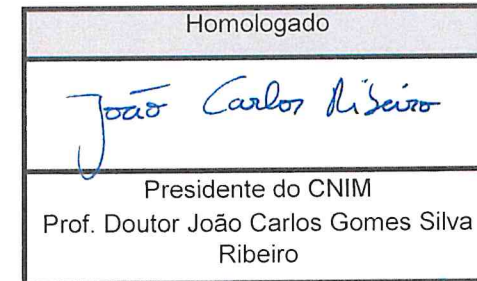 Homologado
João Carlos Ribeiro
Presidente do CNIM
Prof. Doutor João Carlos Gomes Silva
Ribeiro